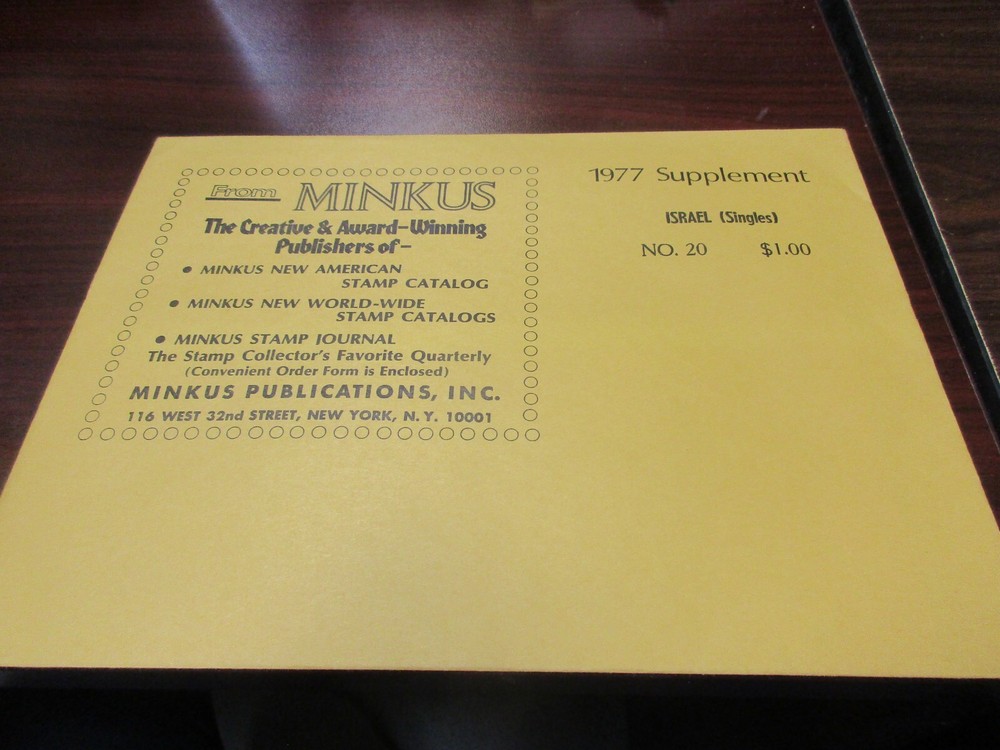 From MINKUS
The Creative & Award-Winning
Publishers of-
● MINKUS NEW AMERICAN
STAMP CATALOG
● MINKUS NEW WORLD-WIDE
STAMP CATALOGS
● MINKUS STAMP JOURNAL
The Stamp Collector's Favorite Quarterly
(Convenient Order Form is Enclosed)
MINKUS PUBLICATIONS, INC.
116 WEST 32nd STREET, NEW YORK, N.Y. 10001
1977 Supplement
ISRAEL (Singles)
NO. 20 $1.00